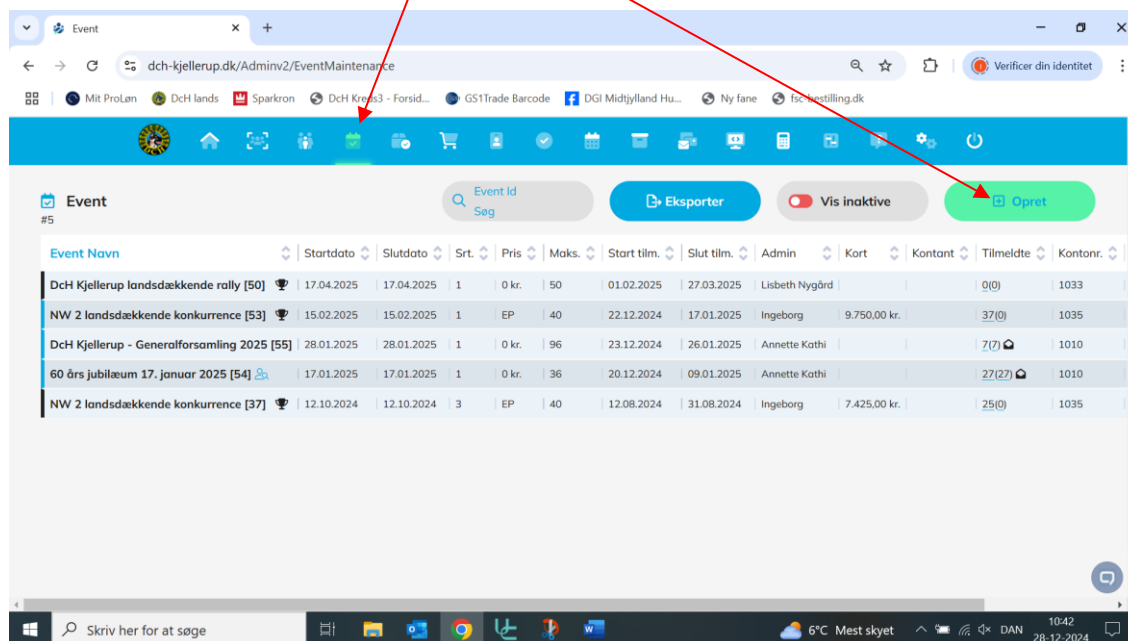 Event
dch-kjellerup.dk/Adminv2/EventMaintenance
Verificer din identitet
Mit ProLøn DcH lands Sparkron DcH Kreds3 - Forsid... GS1Trade Barcode DGI Midtjylland Hu... Ny fane fsc-bestilling.dk
Event
#5
Event Id
Søg
Eksporter
Vis inaktive
Opret
Event Navn Startdato Slutdato Srt. Pris Maks. Start tilm. Slut tilm. Admin Kort Kontant Tilmeldte Kontonr.
DcH Kjellerup landsdækkende rally [50] 17.04.2025 17.04.2025 1 0 kr. 50 01.02.2025 27.03.2025 Lisbeth Nygård 0(0) 1033
NW 2 landsdækkende konkurrence [53] 15.02.2025 15.02.2025 1 EP 40 22.12.2024 17.01.2025 Ingeborg 9.750,00 kr. 37(0) 1035
DcH Kjellerup - Generalforsamling 2025 [55] 28.01.2025 28.01.2025 1 0 kr. 96 23.12.2024 26.01.2025 Annette Kathi 7(7) 1010
60 års jubilæum 17. januar 2025 [54] 17.01.2025 17.01.2025 1 0 kr. 36 20.12.2024 09.01.2025 Annette Kathi 27(27) 1010
NW 2 landsdækkende konkurrence [37] 12.10.2024 12.10.2024 3 EP 40 12.08.2024 31.08.2024 Ingeborg 7.425,00 kr. 25(0) 1035
Skriv her for at søge
6°C Mest skyet
DAN
10:42
28-12-2024